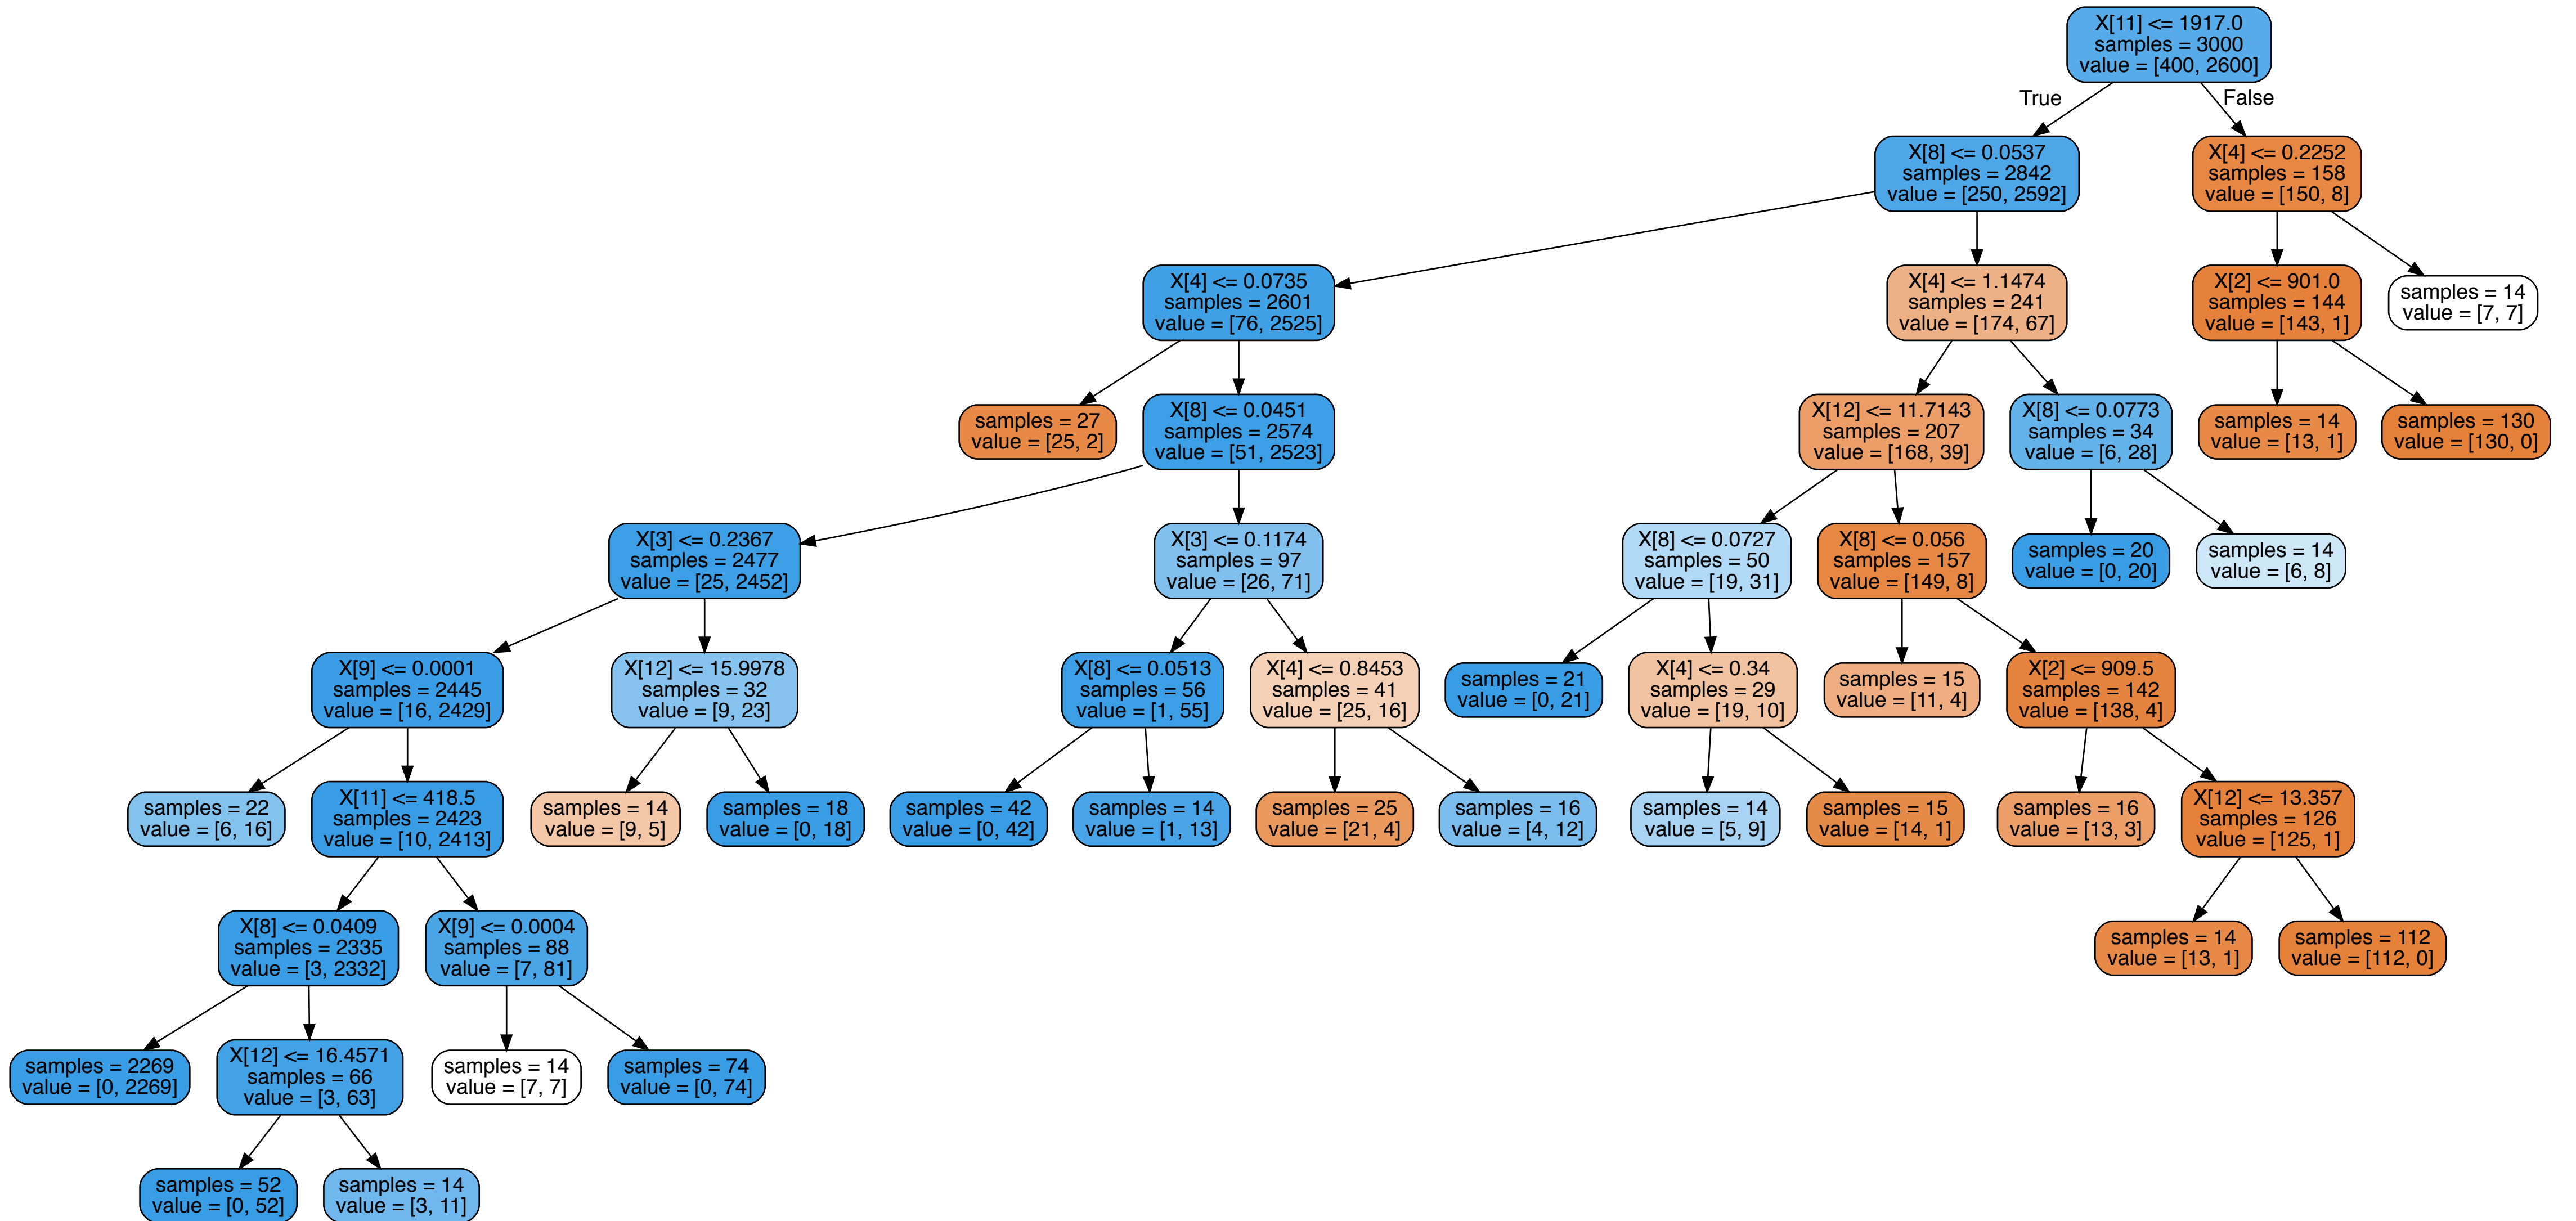 X[11] <= 1917.0
samples = 3000
value = [400, 2600]
True
False
X[8] <= 0.0537
samples = 2842
value = [250, 2592]
X[4] <= 0.2252
samples = 158
value = [150, 8]
X[4] <= 0.0735
samples = 2601
value = [76, 2525]
X[4] <= 1.1474
samples = 241
value = [174, 67]
X[2] <= 901.0
samples = 144
value = [143, 1]
samples = 14
value = [7, 7]
samples = 27
value = [25, 2]
X[8] <= 0.0451
samples = 2574
value = [51, 2523]
X[12] <= 11.7143
samples = 207
value = [168, 39]
X[8] <= 0.0773
samples = 34
value = [6, 28]
samples = 14
value = [13, 1]
samples = 130
value = [130, 0]
X[3] <= 0.2367
samples = 2477
value = [25, 2452]
X[3] <= 0.1174
samples = 97
value = [26, 71]
X[8] <= 0.0727
samples = 50
value = [19, 31]
X[8] <= 0.056
samples = 157
value = [149, 8]
samples = 20
value = [0, 20]
samples = 14
value = [6, 8]
X[9] <= 0.0001
samples = 2445
value = [16, 2429]
X[12] <= 15.9978
samples = 32
value = [9, 23]
X[8] <= 0.0513
samples = 56
value = [1, 55]
X[4] <= 0.8453
samples = 41
value = [25, 16]
samples = 21
value = [0, 21]
X[4] <= 0.34
samples = 29
value = [19, 10]
samples = 15
value = [11, 4]
X[2] <= 909.5
samples = 142
value = [138, 4]
samples = 22
value = [6, 16]
X[11] <= 418.5
samples = 2423
value = [10, 2413]
samples = 14
value = [9, 5]
samples = 18
value = [0, 18]
samples = 42
value = [0, 42]
samples = 14
value = [1, 13]
samples = 25
value = [21, 4]
samples = 16
value = [4, 12]
samples = 14
value = [5, 9]
samples = 15
value = [14, 1]
samples = 16
value = [13, 3]
X[12] <= 13.357
samples = 126
value = [125, 1]
X[8] <= 0.0409
samples = 2335
value = [3, 2332]
X[9] <= 0.0004
samples = 88
value = [7, 81]
samples = 14
value = [13, 1]
samples = 112
value = [112, 0]
samples = 2269
value = [0, 2269]
X[12] <= 16.4571
samples = 66
value = [3, 63]
samples = 14
value = [7, 7]
samples = 74
value = [0, 74]
samples = 52
value = [0, 52]
samples = 14
value = [3, 11]